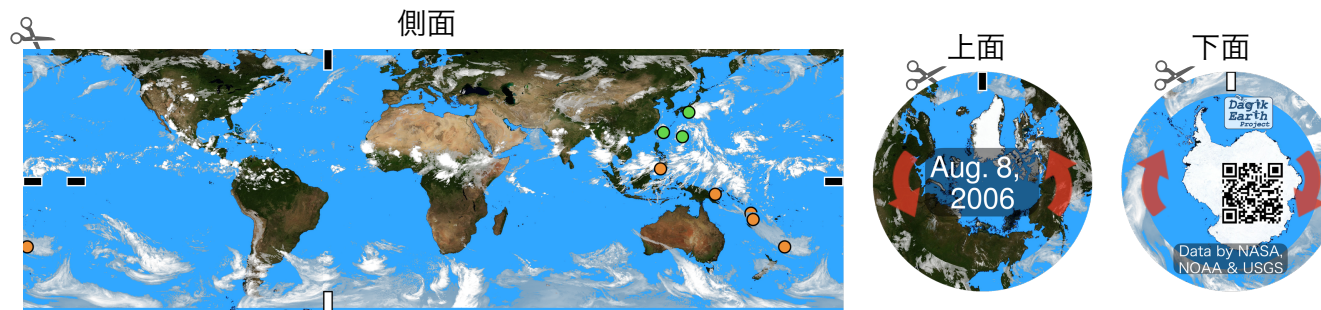 側面
上面
下面
Aug. 8,
2006
Dagik
Earth
Project
Data by NASA,
NOAA & USGS